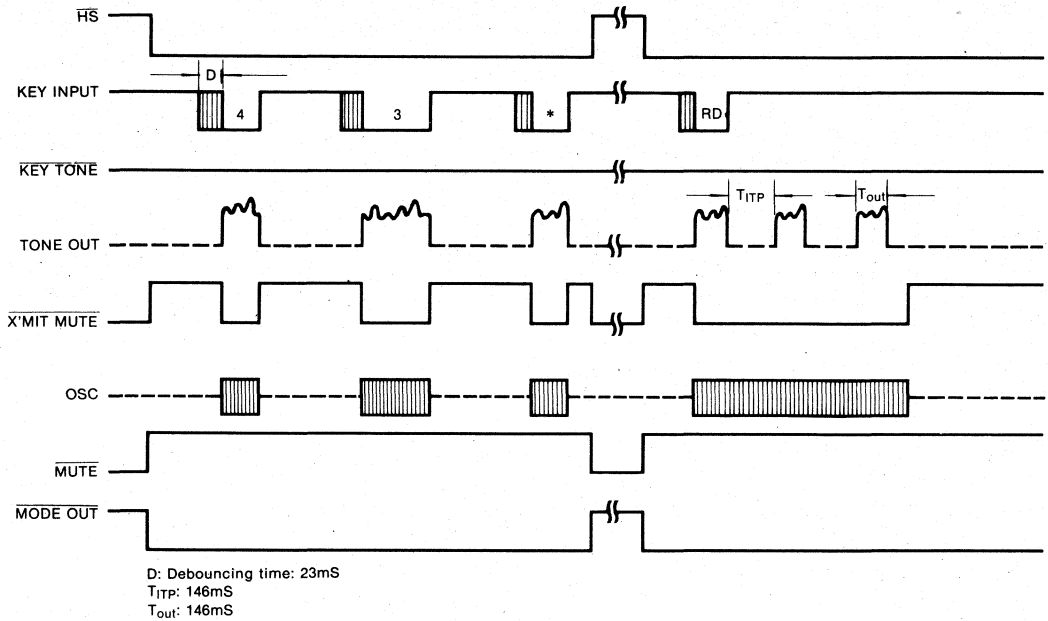 HS
D
KEY INPUT
4
3
*
RD
KEY TONE
TITP
Tout
TONE OUT
X'MIT MUTE
OSC
MUTE
MODE OUT
D: Debouncing time: 23mS
TITP: 146mS
Tout: 146mS